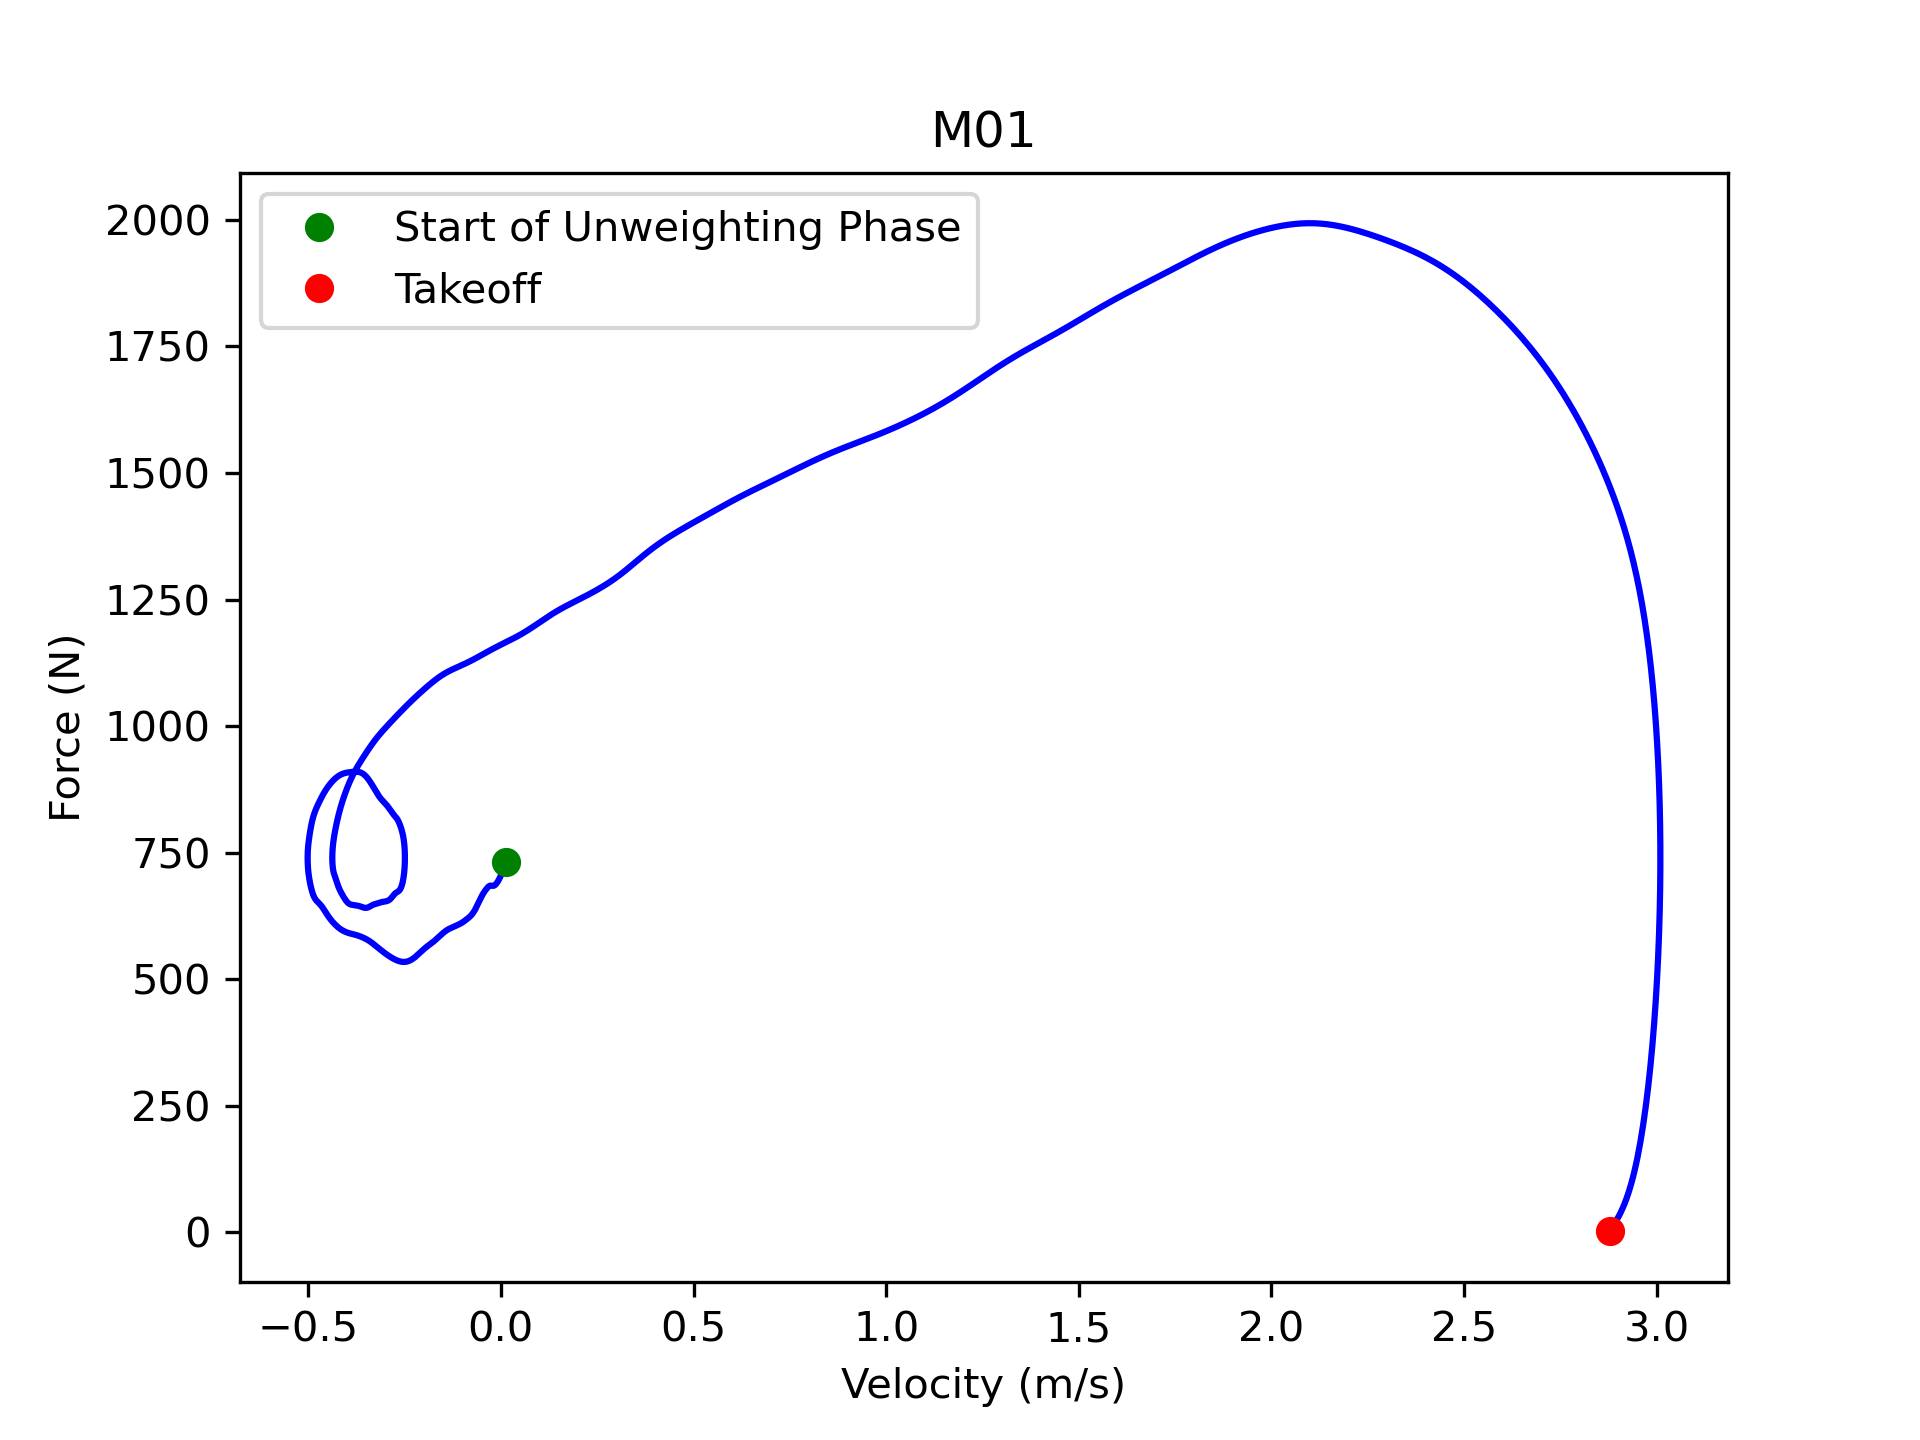 M01
Start of Unweighting Phase
Takeoff
2000
1750
1500
1250
1000
750
500
250
0
Force (N)
−0.5 0.0 0.5 1.0 1.5 2.0 2.5 3.0
Velocity (m/s)